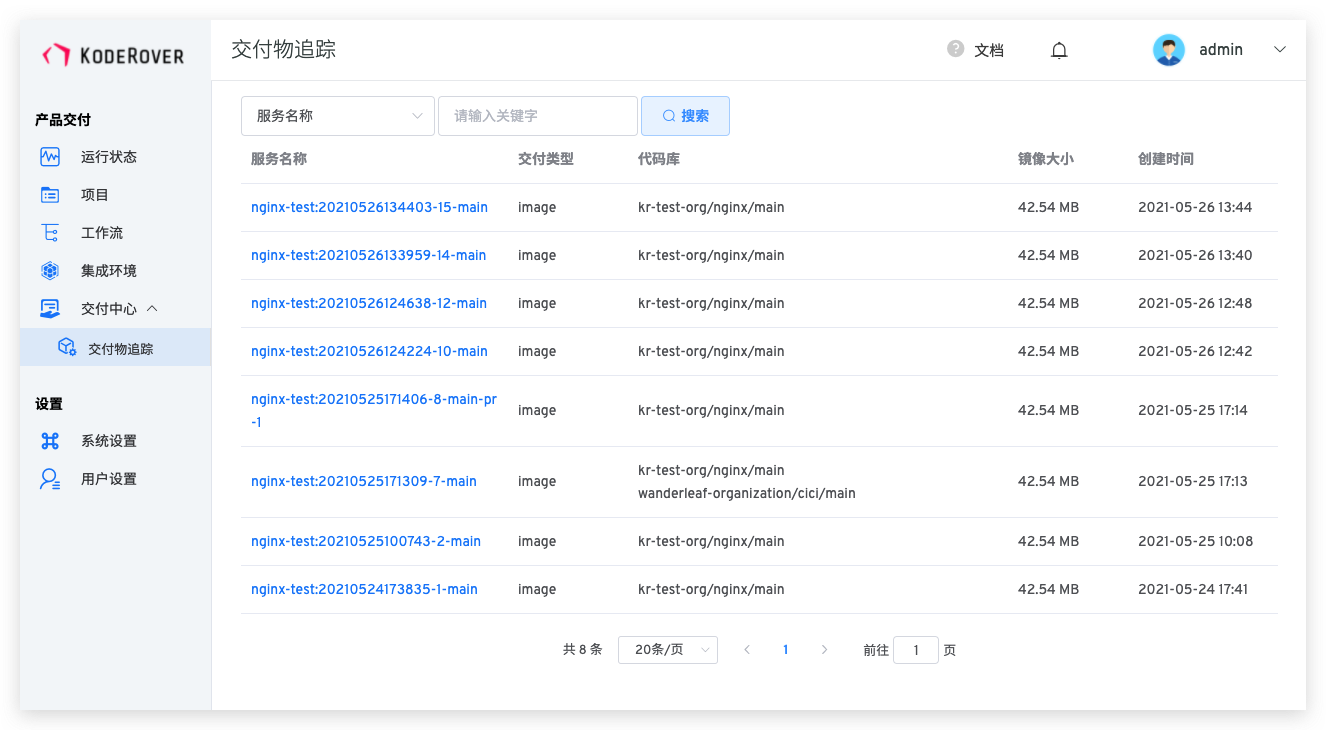 KODEROVER
交付物追踪
文档
admin
产品交付
运行状态
项目
工作流
集成环境
交付中心
交付物追踪
设置
系统设置
用户设置
服务名称
请输入关键字
搜索
服务名称 交付类型 代码库 镜像大小 创建时间
nginx-test:20210526134403-15-main image kr-test-org/nginx/main 42.54 MB 2021-05-26 13:44
nginx-test:20210526133959-14-main image kr-test-org/nginx/main 42.54 MB 2021-05-26 13:40
nginx-test:20210526124638-12-main image kr-test-org/nginx/main 42.54 MB 2021-05-26 12:48
nginx-test:20210526124224-10-main image kr-test-org/nginx/main 42.54 MB 2021-05-26 12:42
nginx-test:20210525171406-8-main-pr
-1 image kr-test-org/nginx/main 42.54 MB 2021-05-25 17:14
nginx-test:20210525171309-7-main image kr-test-org/nginx/main
wanderleaf-organization/cici/main 42.54 MB 2021-05-25 17:13
nginx-test:20210525100743-2-main image kr-test-org/nginx/main 42.54 MB 2021-05-25 10:08
nginx-test:20210524173835-1-main image kr-test-org/nginx/main 42.54 MB 2021-05-24 17:41
共 8 条 20条/页 1 前往 1 页